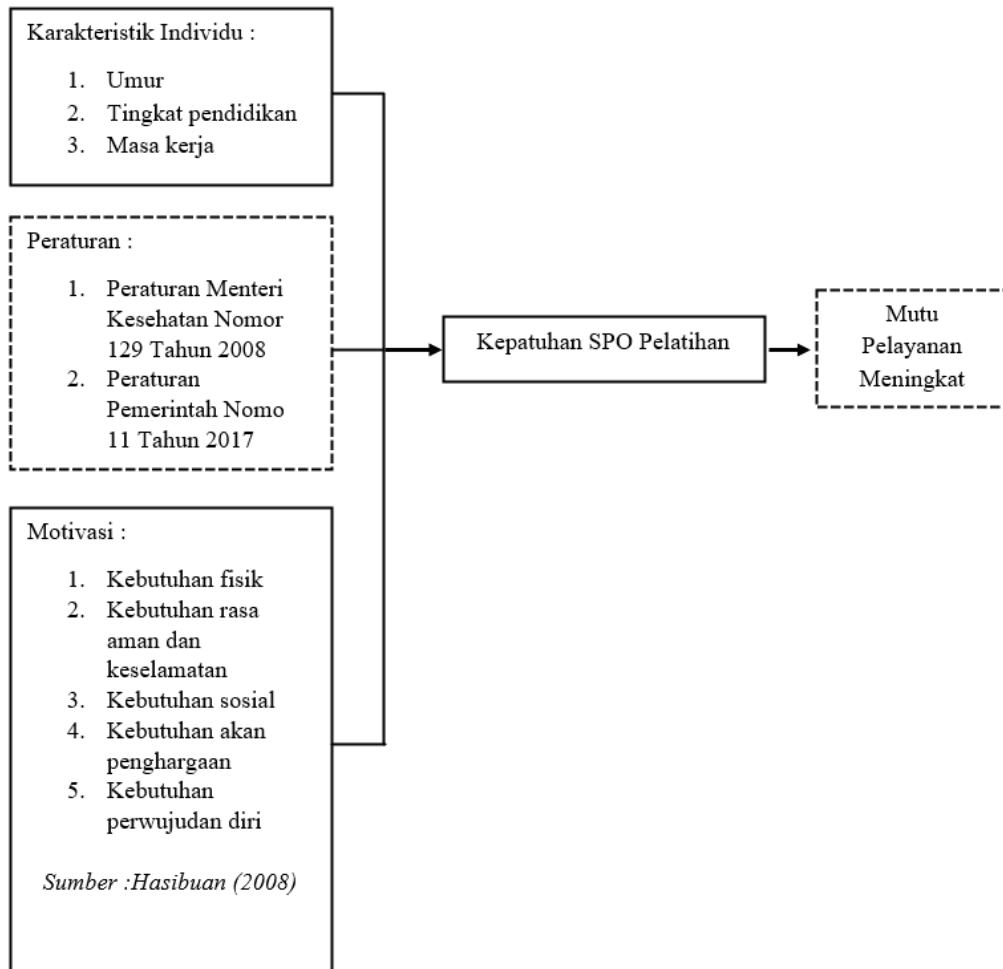 Karakteristik Individu :
1. Umur
2. Tingkat pendidikan
3. Masa kerja
Peraturan :
1. Peraturan Menteri
Kesehatan Nomor
129 Tahun 2008
2. Peraturan
Pemerintah Nomo
11 Tahun 2017
Motivasi :
1. Kebutuhan fisik
2. Kebutuhan rasa
aman dan
keselamatan
3. Kebutuhan sosial
4. Kebutuhan akan
penghargaan
5. Kebutuhan
perwujudan diri
Sumber :Hasibuan (2008)
Kepatuhan SPO Pelatihan
Mutu
Pelayanan
Meningkat